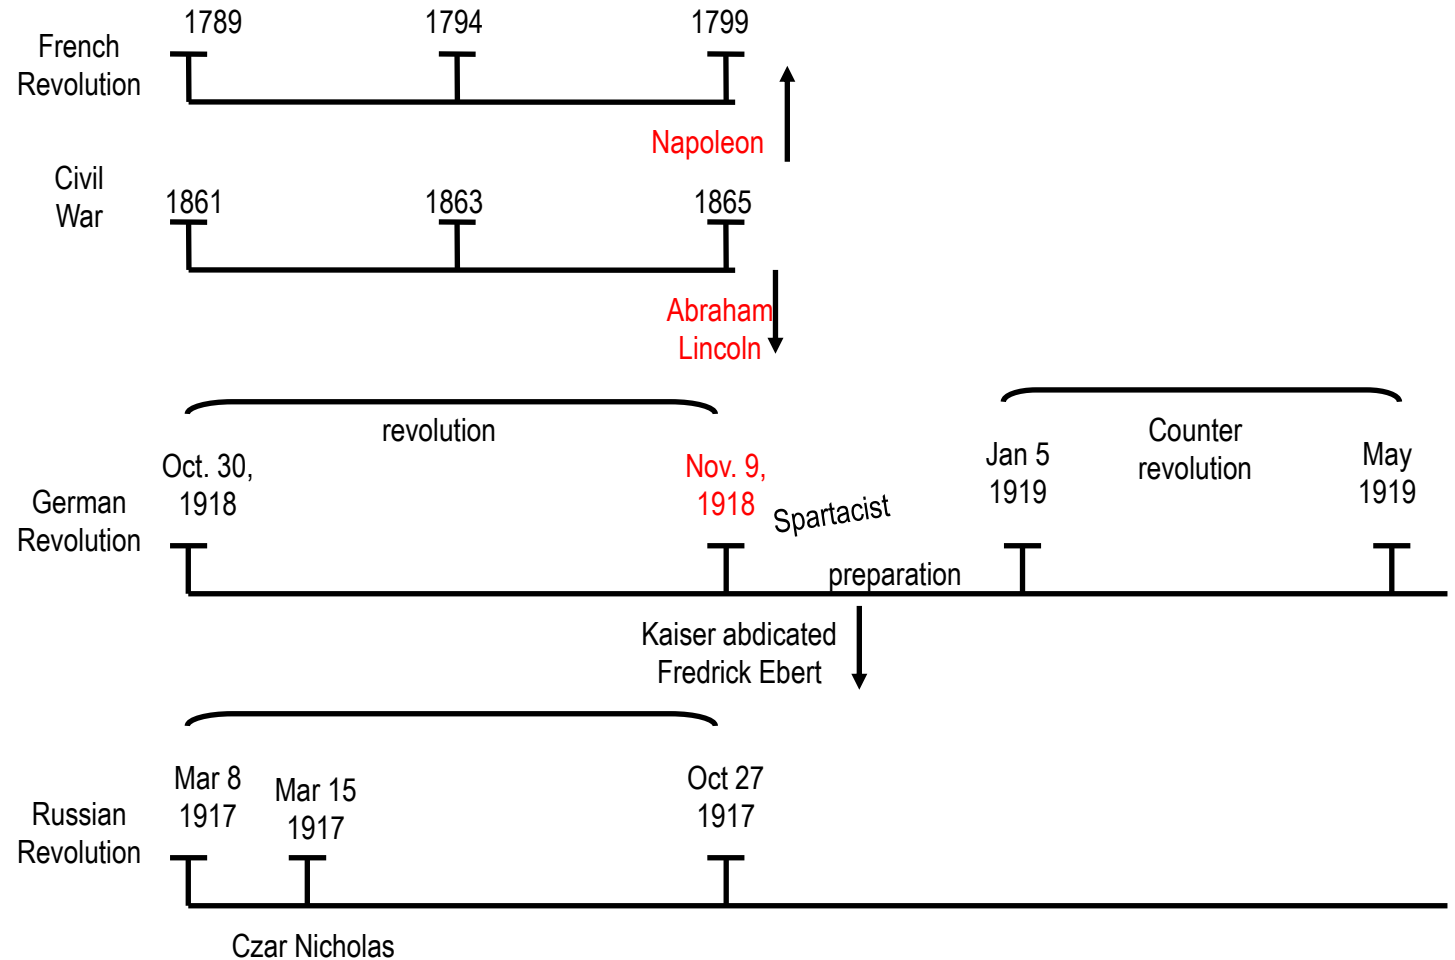 1789
1794
1799
French
Revolution
Napoleon
Civil
War
1861
1863
1865
Abraham
Lincoln
revolution
Counter
revolution
Oct. 30,
1918
Nov. 9,
1918
Spartacist
preparation
Jan 5
1919
May
1919
German
Revolution
Kaiser abdicated
Fredrick Ebert
Mar 8
1917
Mar 15
1917
Oct 27
1917
Russian
Revolution
Czar Nicholas